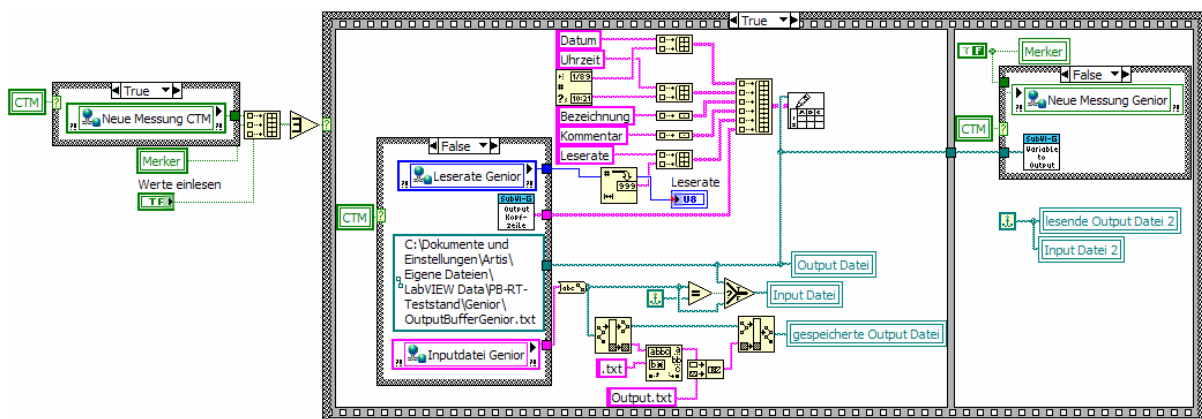 True
CTM
True
Neue Messung CTM
Merker
Werte einlesen
TF
Datum
Uhrzeit
Bezeichnung
Kommentar
Leserate
False
Leserate Genior
Leserate
U8
CTM
SubVI-G
Output
Kopf-
zeile
C:\Dokumente und
Einstellungen\Artis\
Eigene Dateien\
LabVIEW Data\PB-RT-
Teststand\Genior\
OutputBufferGenior.txt
Inputdatei Genior
Output Datei
Input Datei
gespeicherte Output Datei
.txt
Output.txt
F
Merker
False
Neue Messung Genior
CTM
SubVI-G
Variable
to
Output
lesende Output Datei 2
Input Datei 2